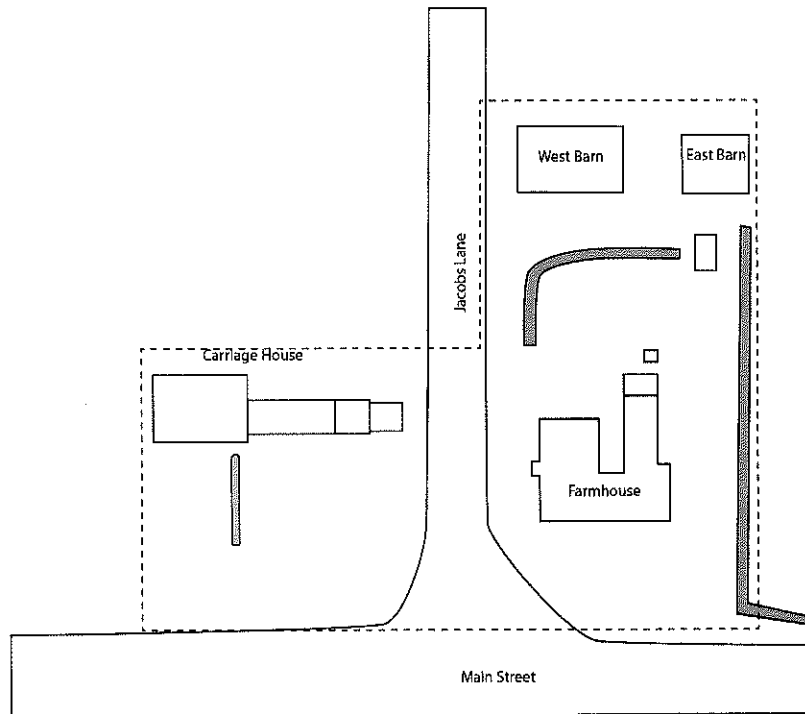 West Barn
East Barn
Jacobs Lane
Carriage House
Farmhouse
Main Street